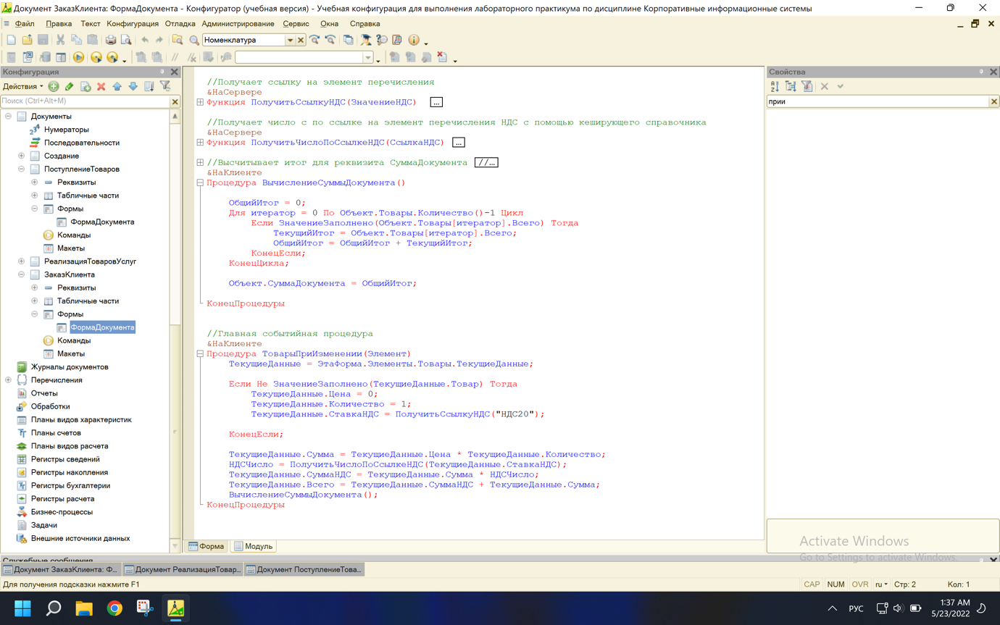 Документ ЗаказКлиента: ФормаДокумента - Конфигуратор (учебная версия) - Учебная конфигурация для выполнения лабораторного практикума по дисциплине Корпоративные информационные системы
Файл Правка Текст Конфигурация Отладка Администрирование Сервис Окна Справка
Номенклатура
Конфигурация
Действия
Поиск (Ctrl+Alt+M)
Документы
Нумераторы
Последовательности
Создание
ПоступлениеТоваров
Реквизиты
Табличные части
Формы
ФормаДокумента
Команды
Макеты
РеализацияТоваровУслуг
ЗаказКлиента
Реквизиты
Табличные части
Формы
ФормаДокумента
Команды
Макеты
Журналы документов
Перечисления
Отчеты
Обработки
Планы видов характеристик
Планы счетов
Планы видов расчета
Регистры сведений
Регистры накопления
Регистры бухгалтерии
Регистры расчета
Бизнес-процессы
Задачи
Внешние источники данных
//Получает ссылку на элемент перечисления
&НаСервере
Функция ПолучитьСсылкуНДС(ЗначениеНДС) ...
//Получает число с по ссылке на элемент перечисления НДС с помощью кеширующего справочника
&НаСервере
Функция ПолучитьЧислоПоСсылкеНДС(СсылкаНДС) ...
//Высчитывает итог для реквизита СуммаДокумента //...
&НаКлиенте
Процедура ВычислениеСуммыДокумента()
ОбщийИтог = 0;
Для итератор = 0 По Объект.Товары.Количество()-1 Цикл
Если ЗначениеЗаполнено(Объект.Товары[итератор].Всего) Тогда
ТекущийИтог = Объект.Товары[итератор].Всего;
ОбщийИтог = ОбщийИтог + ТекущийИтог;
КонецЕсли;
КонецЦикла;
Объект.СуммаДокумента = ОбщийИтог;
КонецПроцедуры
//Главная событийная процедура
&НаКлиенте
Процедура ТоварыПриИзменении(Элемент)
ТекущиеДанные = ЭтаФорма.Элементы.Товары.ТекущиеДанные;
Если Не ЗначениеЗаполнено(ТекущиеДанные.Товар) Тогда
ТекущиеДанные.Цена = 0;
ТекущиеДанные.Количество = 1;
ТекущиеДанные.СтавкаНДС = ПолучитьСсылкуНДС("НДС20");
КонецЕсли;
ТекущиеДанные.Сумма = ТекущиеДанные.Цена * ТекущиеДанные.Количество;
НДСЧисло = ПолучитьЧислоПоСсылкеНДС(ТекущиеДанные.СтавкаНДС);
ТекущиеДанные.СуммаНДС = ТекущиеДанные.Сумма * НДСЧисло;
ТекущиеДанные.Всего = ТекущиеДанные.СуммаНДС + ТекущиеДанные.Сумма;
ВычислениеСуммыДокумента();
КонецПроцедуры
Форма Модуль
Свойства
прии
Activate Windows
Go to Settings to activate Windows.
Служебные сообщения
Документ ЗаказКлиента: Ф... Документ РеализацияТовар... Документ ПоступлениеТова...
Для получения подсказки нажмите F1
CAP NUM OVR ru Стр: 2 Кол: 1
РУС
1:37 AM
5/23/2022